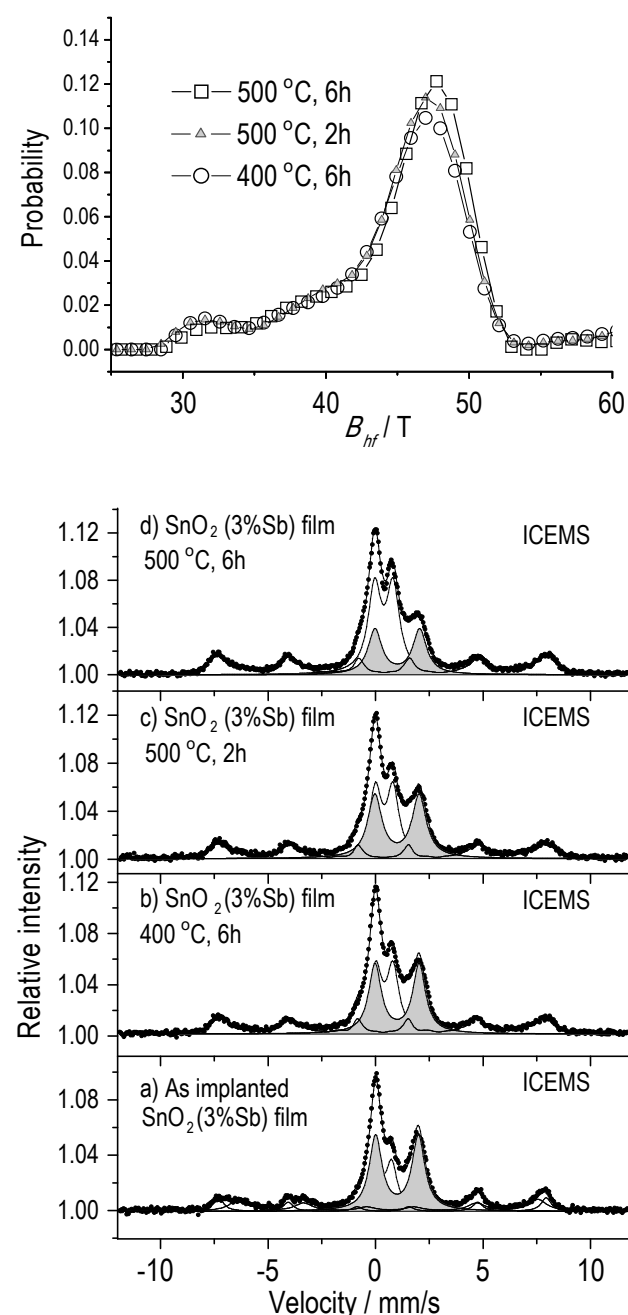 0.14
0.12
0.10
0.08
0.06
0.04
0.02
0.00
Probability
500 °C, 6h
500 °C, 2h
400 °C, 6h
30 40 50 60
B_hf / T
d) SnO₂ (3%Sb) film
500 °C, 6h
ICEMS
1.12
1.08
1.04
1.00
c) SnO₂ (3%Sb) film
500 °C, 2h
ICEMS
1.12
1.08
1.04
1.00
b) SnO₂(3%Sb) film
400 °C, 6h
ICEMS
1.12
1.08
1.04
1.00
a) As implanted
SnO₂(3%Sb) film
ICEMS
1.08
1.04
1.00
Relative intensity
-10 -5 0 5 10
Velocity / mm/s